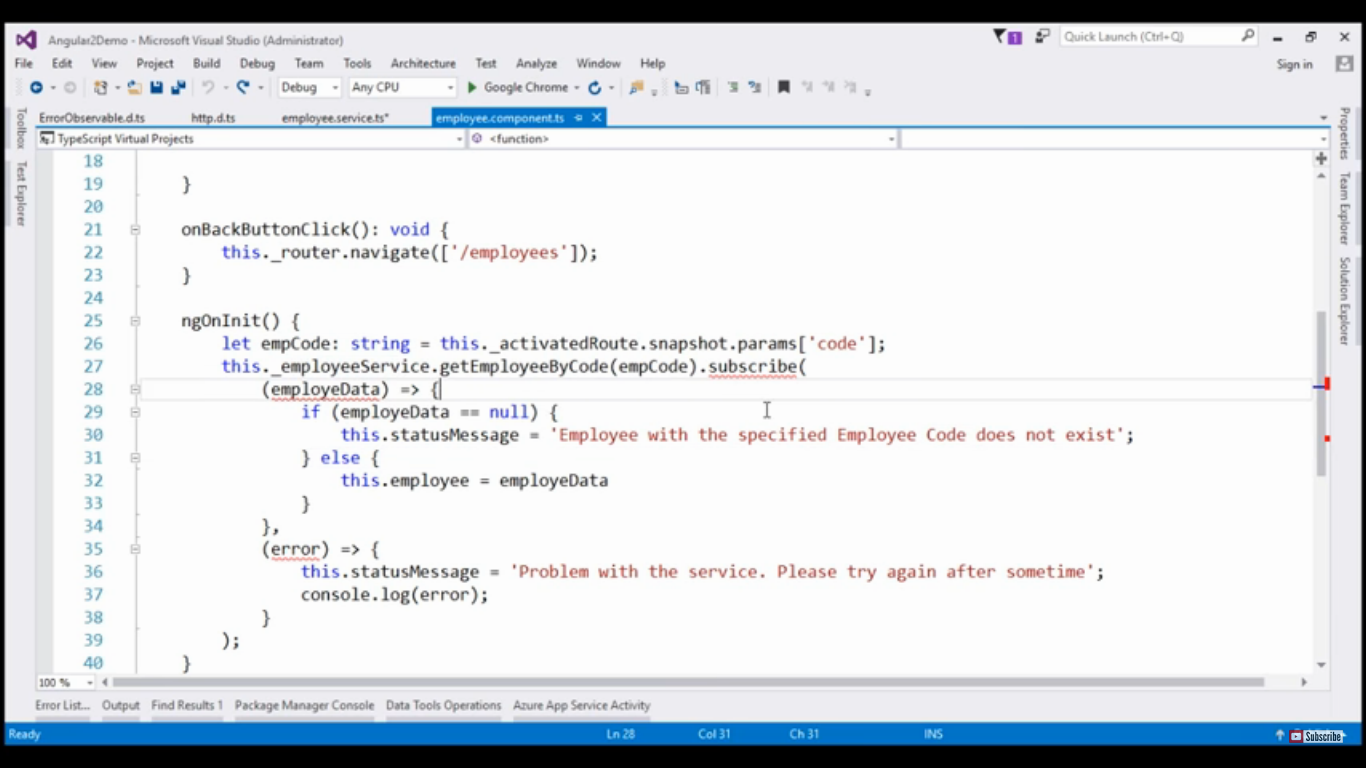 Angular2Demo - Microsoft Visual Studio (Administrator)
1
Quick Launch (Ctrl+Q)
File Edit View Project Build Debug Team Tools Architecture Test Analyze Window Help
Sign in
Debug Any CPU Google Chrome
ErrorObservable.d.ts http.d.ts employee.service.ts* employee.component.ts
TypeScript Virtual Projects <function>
Toolbox
Test Explorer
Properties
Team Explorer
Solution Explorer
18
19 }
20
21 onBackButtonClick(): void {
22 this._router.navigate(['/employees']);
23 }
24
25 ngOnInit() {
26 let empCode: string = this._activatedRoute.snapshot.params['code'];
27 this._employeeService.getEmployeeByCode(empCode).subscribe(
28 (employeData) => {
29 if (employeData == null) {
30 this.statusMessage = 'Employee with the specified Employee Code does not exist';
31 } else {
32 this.employee = employeData
33 }
34 },
35 (error) => {
36 this.statusMessage = 'Problem with the service. Please try again after sometime';
37 console.log(error);
38 }
39 );
40 }
100 %
Error List... Output Find Results 1 Package Manager Console Data Tools Operations Azure App Service Activity
Ready Ln 28 Col 31 Ch 31 INS Subscribe